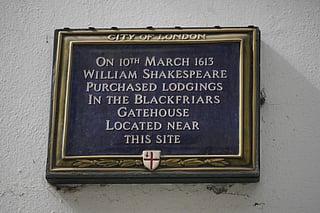 CITY OF LONDON
ON 10TH MARCH 1613
WILLIAM SHAKESPEARE
PURCHASED LODGINGS
IN THE BLACKFRIARS
GATEHOUSE
LOCATED NEAR
THIS SITE